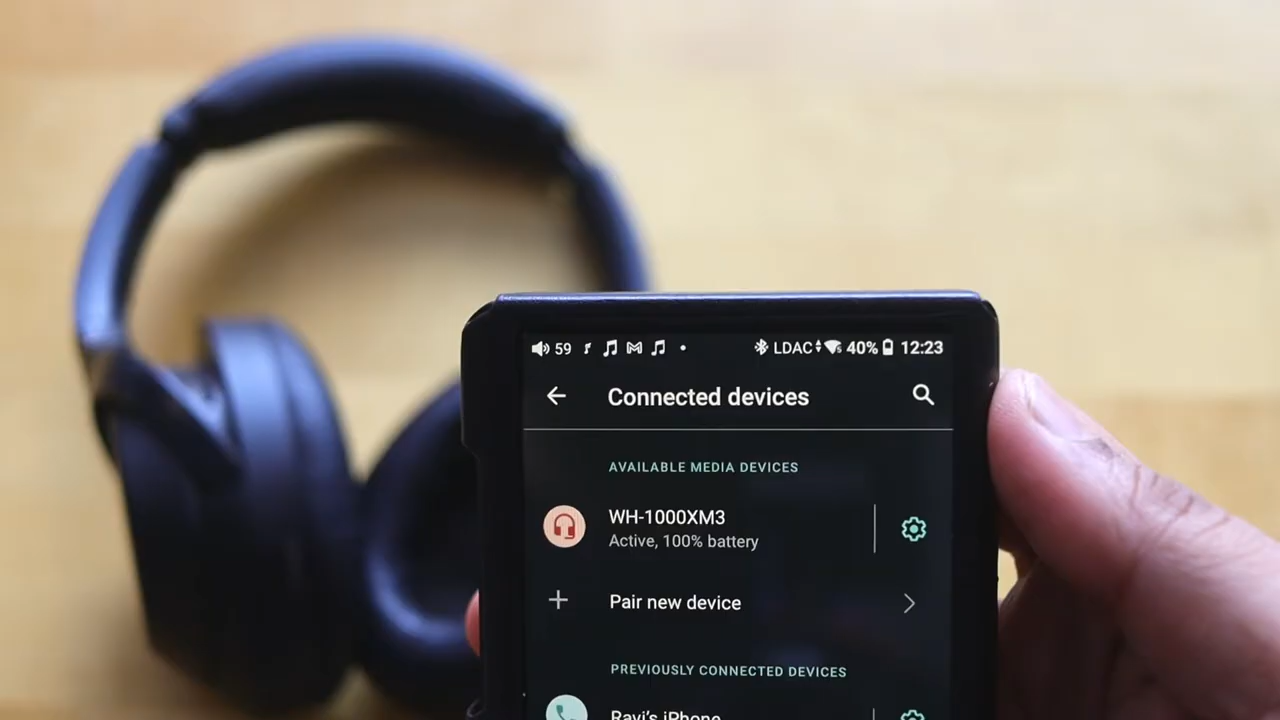 59 LDAC 40% 12:23
Connected devices
AVAILABLE MEDIA DEVICES
WH-1000XM3
Active, 100% battery
Pair new device
PREVIOUSLY CONNECTED DEVICES
Ravi's iPhone